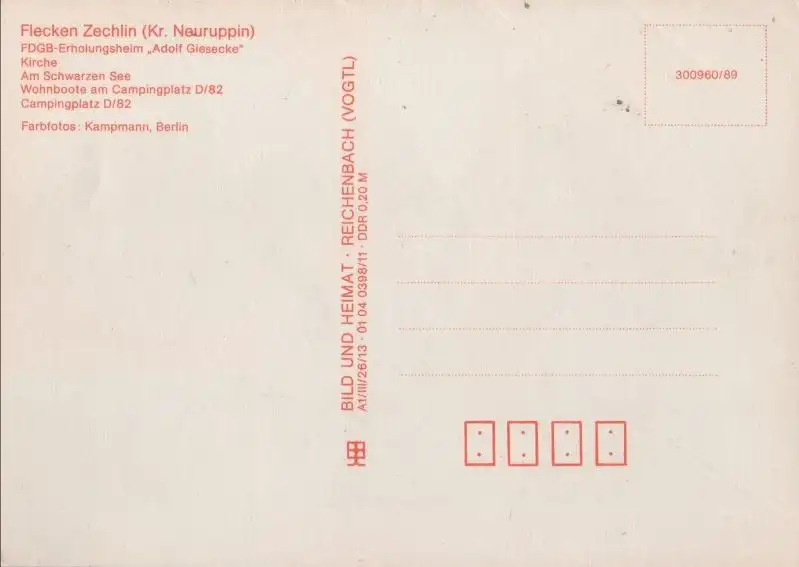 Flecken Zechlin (Kr. Neuruppin)
FDGB-Erholungsheim „Adolf Giesecke"
Kirche
Am Schwarzen See
Wohnboote am Campingplatz D/82
Campingplatz D/82
Farbfotos: Kampmann, Berlin
BILD UND HEIMAT · REICHENBACH (VOGTL)
A1/III/26/13 · 01 04 0398/11 · DDR 0,20 M
300960/89